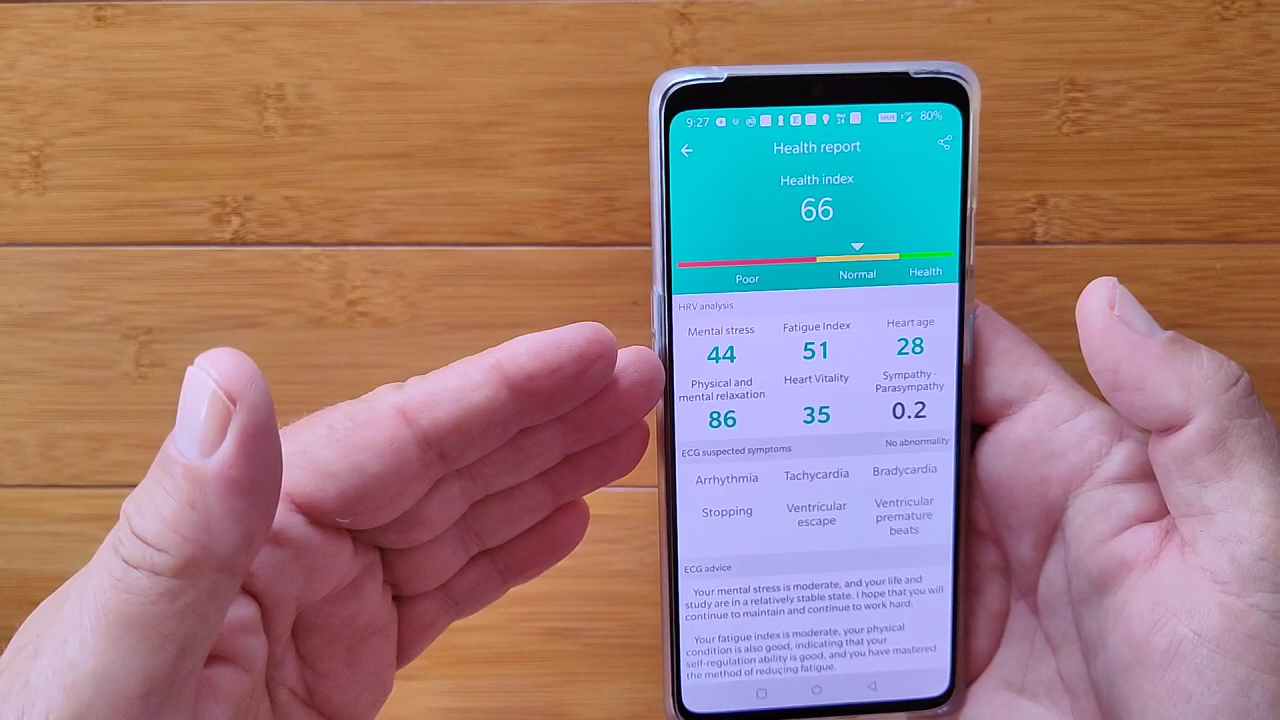 9:27 80%
Health report
Health index
66
Poor Normal Health
HRV analysis
Mental stress Fatigue Index Heart age
44 51 28
Physical and mental relaxation Heart Vitality Sympathy - Parasympathy
86 35 0.2
ECG suspected symptoms No abnormality
Arrhythmia Tachycardia Bradycardia
Stopping Ventricular escape Ventricular premature beats
ECG advice
Your mental stress is moderate, and your life and
study are in a relatively stable state. I hope that you will
continue to maintain and continue to work hard.
Your fatigue index is moderate, your physical
condition is also good, indicating that your
self-regulation ability is good, and you have mastered
the method of reducing fatigue.